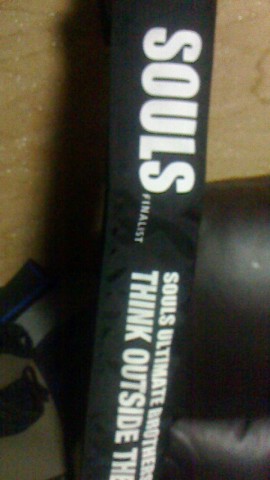 SOULS
FINALIST
SOULS ULTIMATE BROTHERS
THINK OUTSIDE THE